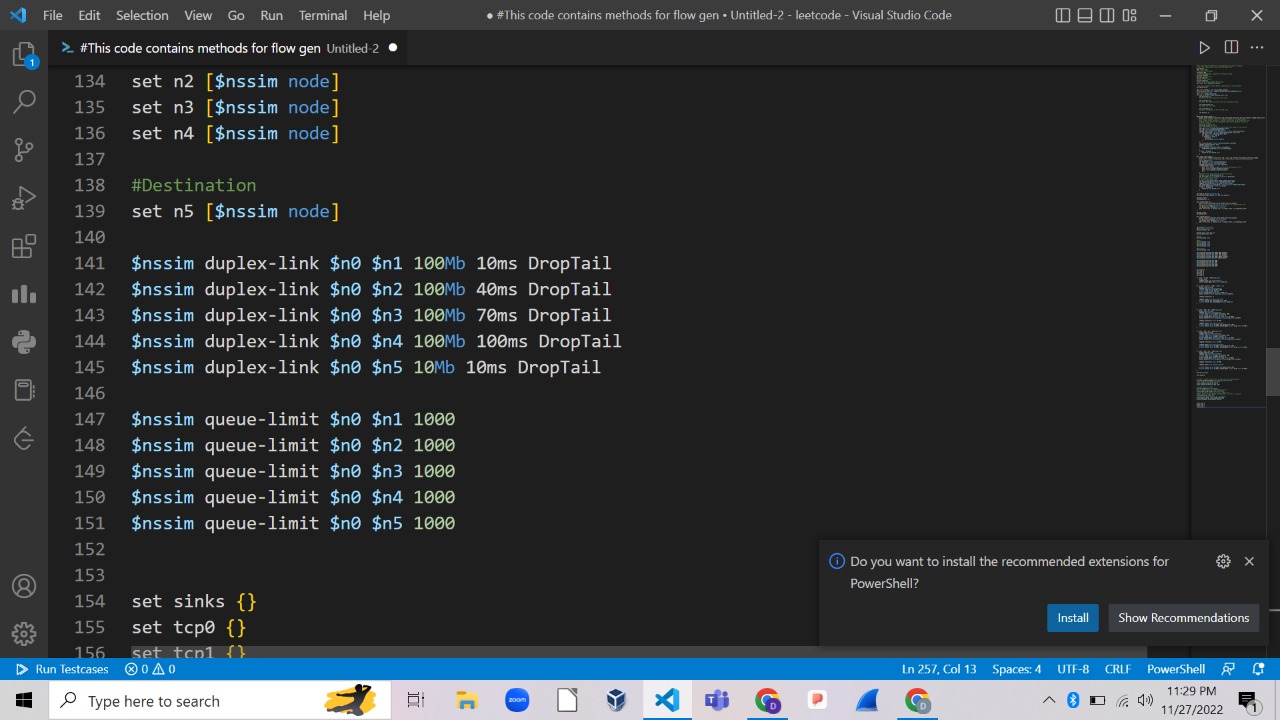 File Edit Selection View Go Run Terminal Help
● #This code contains methods for flow gen • Untitled-2 - leetcode - Visual Studio Code
#This code contains methods for flow gen Untitled-2 ●
1
134 set n2 [$nssim node]
135 set n3 [$nssim node]
136 set n4 [$nssim node]
137
138 #Destination
139 set n5 [$nssim node]
140
141 $nssim duplex-link $n0 $n1 100Mb 10ms DropTail
142 $nssim duplex-link $n0 $n2 100Mb 40ms DropTail
143 $nssim duplex-link $n0 $n3 100Mb 70ms DropTail
144 $nssim duplex-link $n0 $n4 100Mb 100ms DropTail
145 $nssim duplex-link $n0 $n5 10Mb 10ms DropTail
146
147 $nssim queue-limit $n0 $n1 1000
148 $nssim queue-limit $n0 $n2 1000
149 $nssim queue-limit $n0 $n3 1000
150 $nssim queue-limit $n0 $n4 1000
151 $nssim queue-limit $n0 $n5 1000
152
153
154 set sinks {}
155 set tcp0 {}
156 set tcp1 {}
Do you want to install the recommended extensions for
PowerShell?
Install Show Recommendations
Run Testcases 0 0 Ln 257, Col 13 Spaces: 4 UTF-8 CRLF PowerShell
Type here to search
zoom
11:29 PM
11/27/2022
1